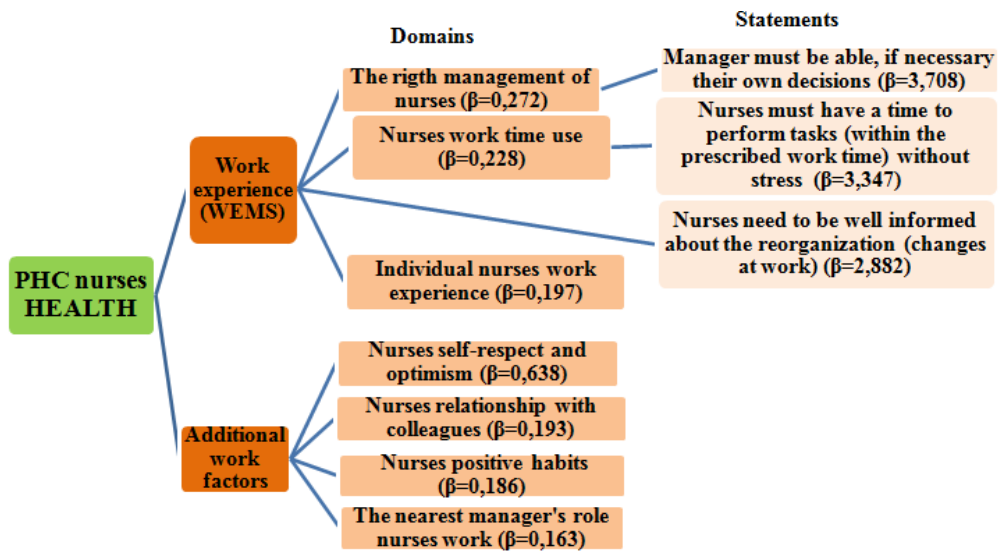 Domains
Statements
The rigth management of
nurses (β=0,272)
Manager must be able, if necessary
their own decisions (β=3,708)
Nurses work time use
(β=0,228)
Nurses must have a time to
perform tasks (within the
prescribed work time) without
stress (β=3,347)
Work
experience
(WEMS)
Nurses need to be well informed
about the reorganization (changes
at work) (β=2,882)
Individual nurses work
experience (β=0,197)
PHC nurses
HEALTH
Nurses self-respect and
optimism (β=0,638)
Nurses relationship with
colleagues (β=0,193)
Additional
work
factors
Nurses positive habits
(β=0,186)
The nearest manager's role
nurses work (β=0,163)